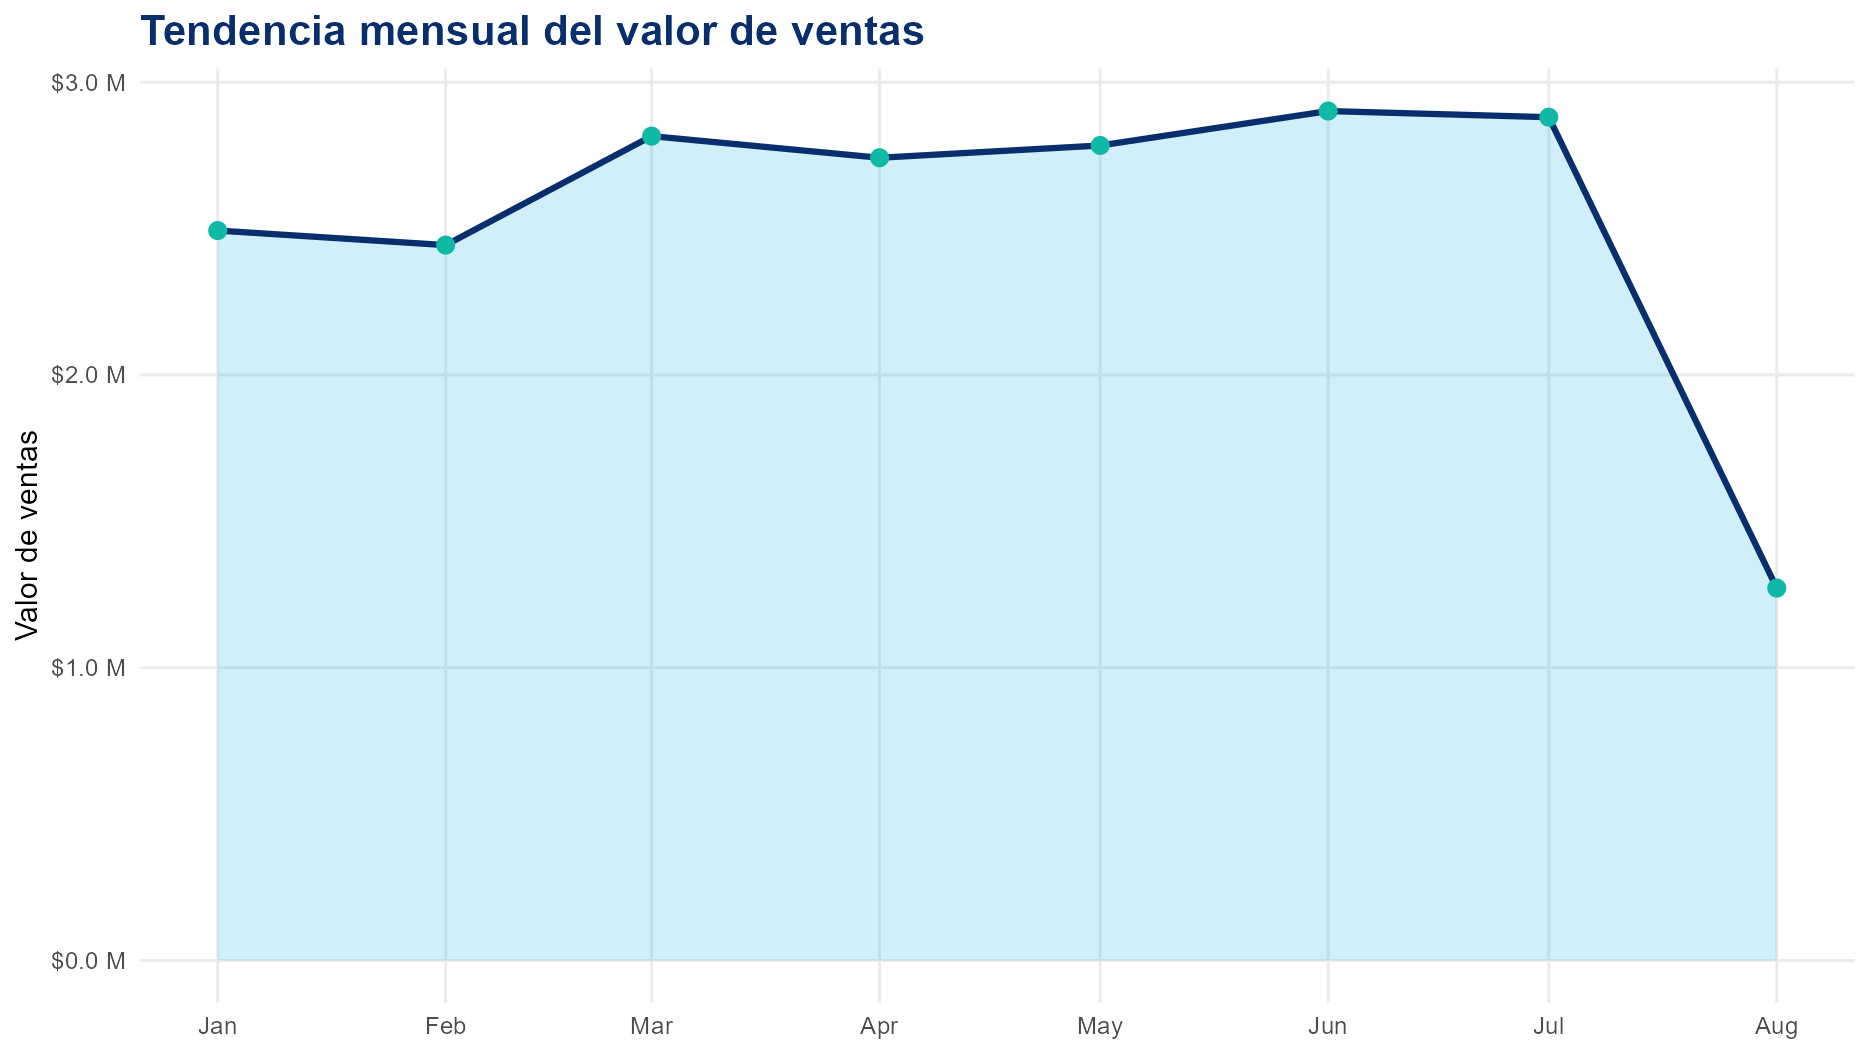 Tendencia mensual del valor de ventas
$3.0 M
$2.0 M
$1.0 M
$0.0 M
Valor de ventas
Jan Feb Mar Apr May Jun Jul Aug